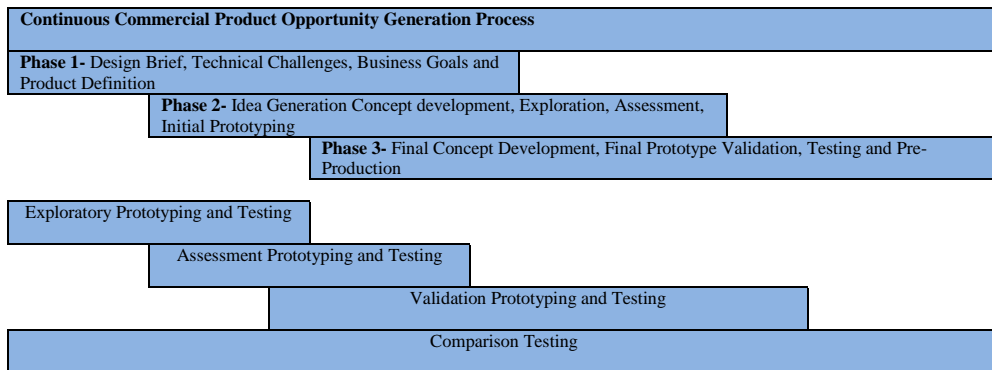 Continuous Commercial Product Opportunity Generation Process
Phase 1- Design Brief, Technical Challenges, Business Goals and
Product Definition
Phase 2- Idea Generation Concept development, Exploration, Assessment,
Initial Prototyping
Phase 3- Final Concept Development, Final Prototype Validation, Testing and Pre-
Production
Exploratory Prototyping and Testing
Assessment Prototyping and Testing
Validation Prototyping and Testing
Comparison Testing